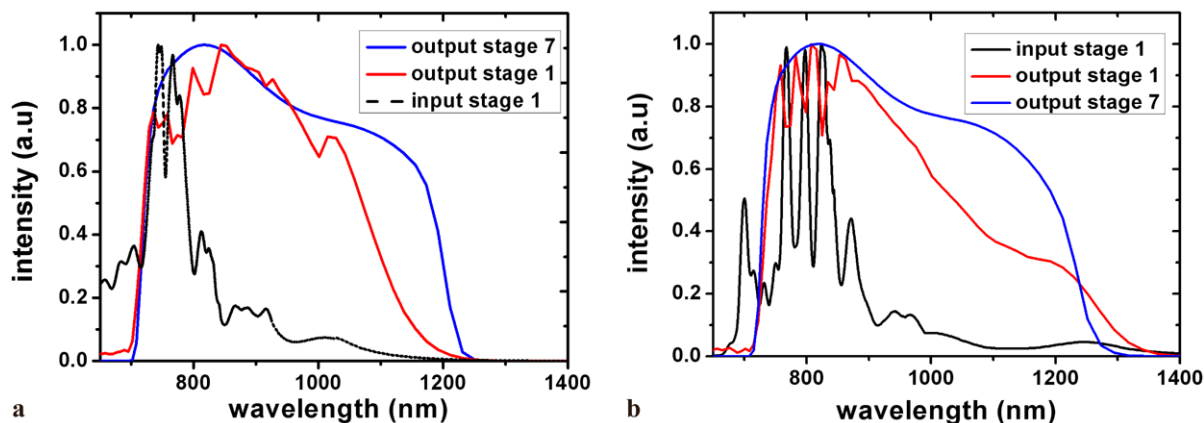 1.0
0.8
0.6
0.4
0.2
0.0
intensity (a.u)
output stage 7
output stage 1
input stage 1
800
1000
1200
1400
wavelength (nm)
a
1.0
0.8
0.6
0.4
0.2
0.0
intensity (a.u)
input stage 1
output stage 1
output stage 7
800
1000
1200
1400
wavelength (nm)
b